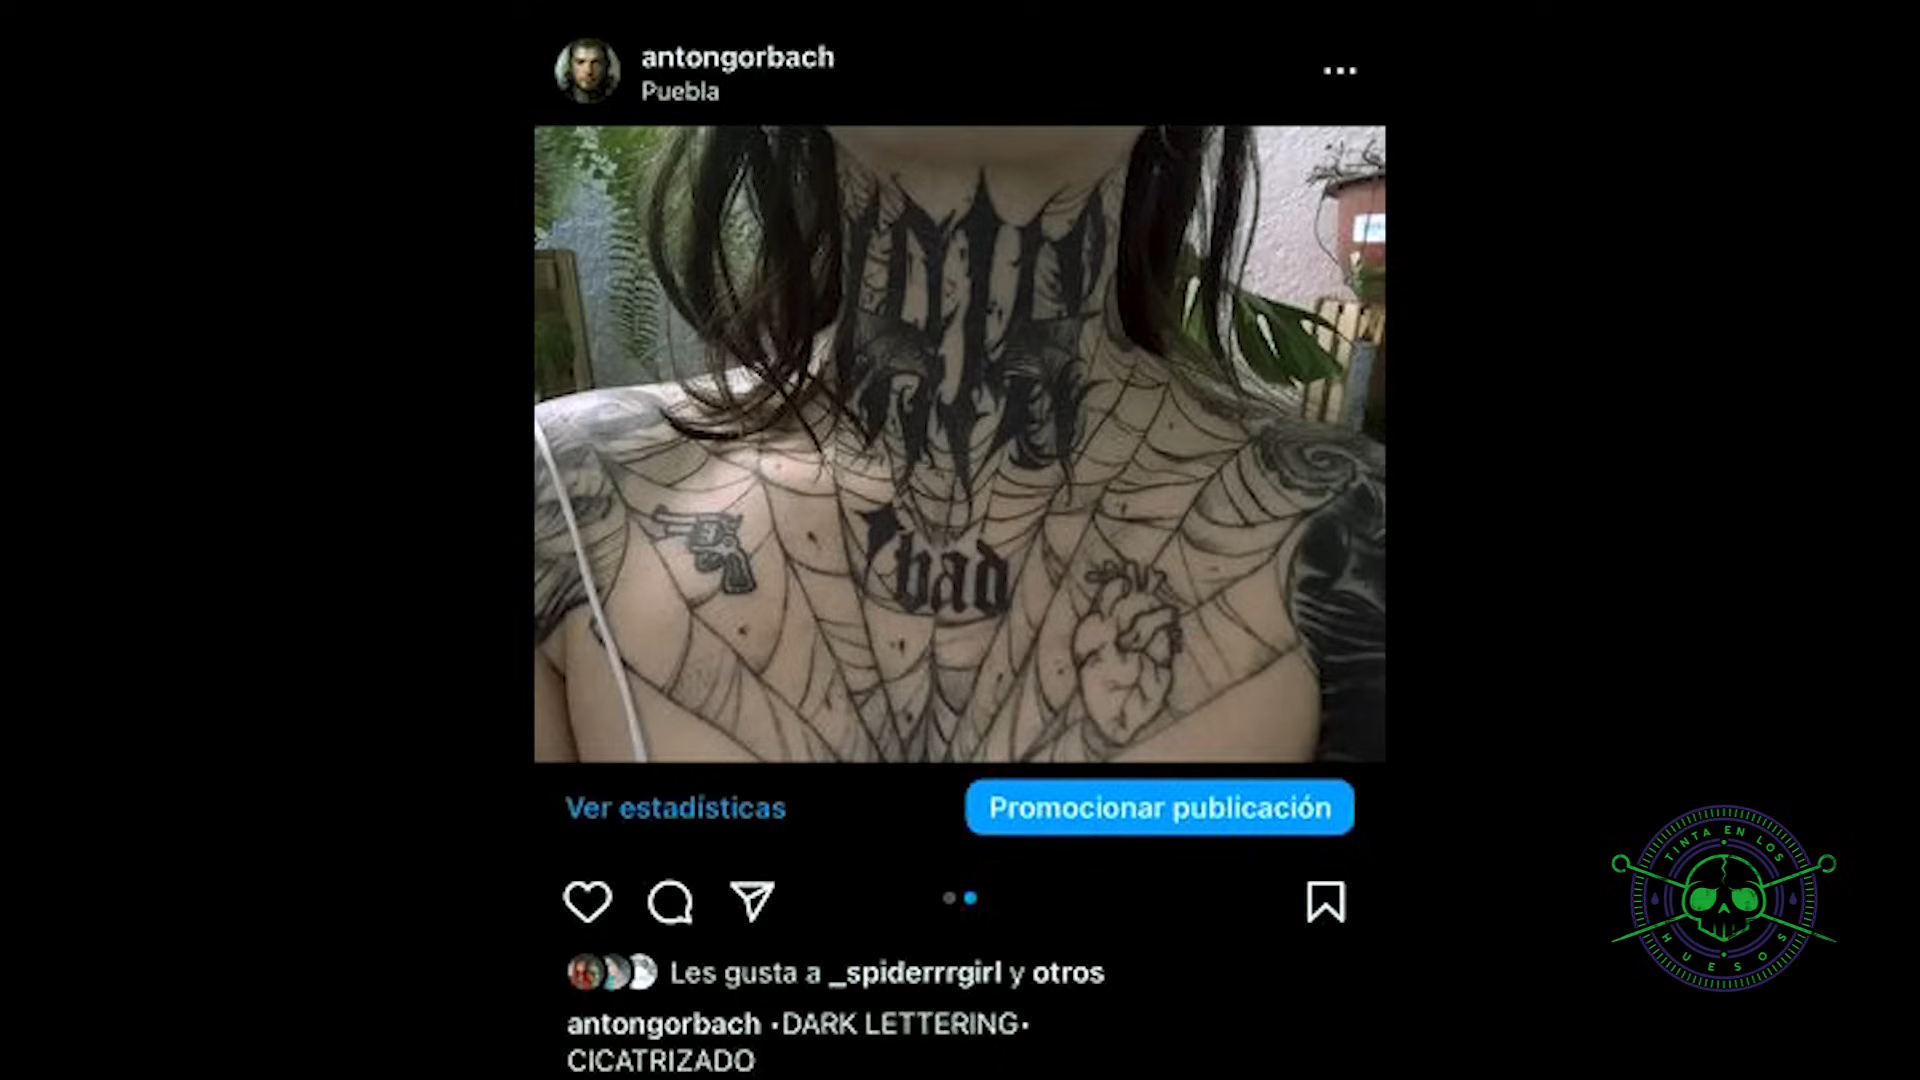 antongorbach
Puebla
bad
Ver estadísticas
Promocionar publicación
Les gusta a _spiderrrgirl y otros
antongorbach •DARK LETTERING•
CICATRIZADO
TINTA EN LOS
HUESOS